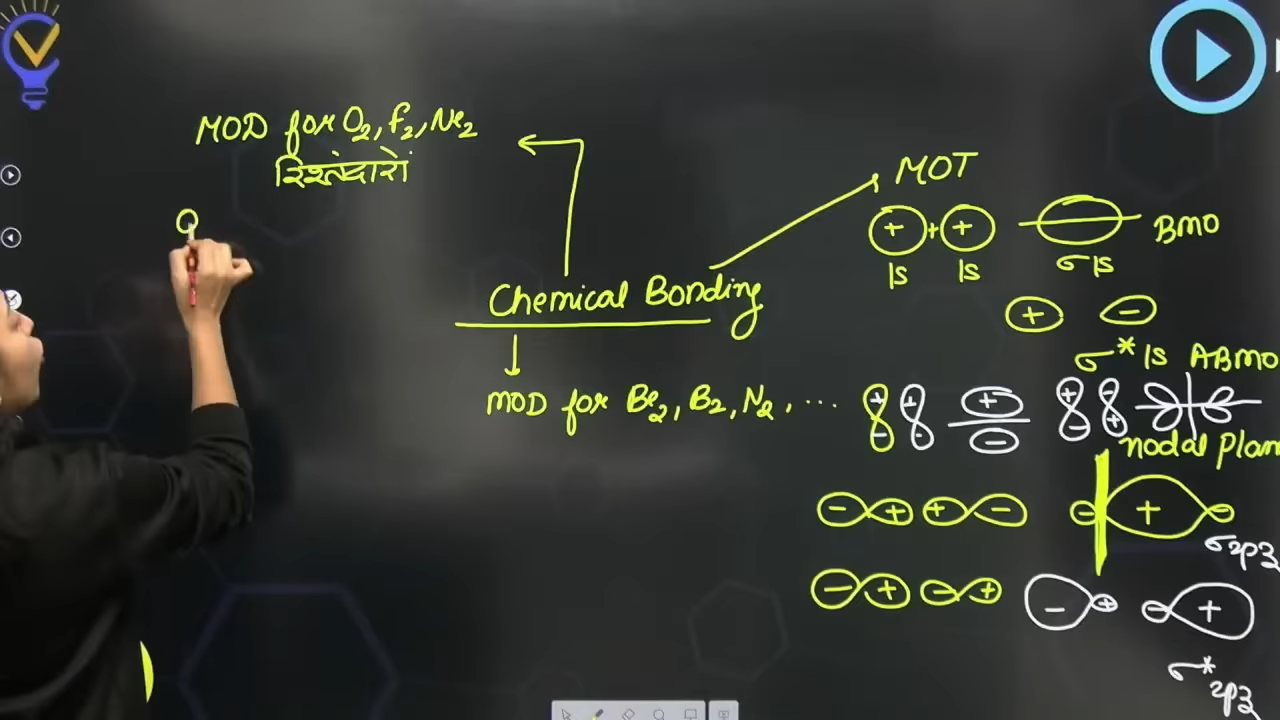 MOD for O2, F2, Ne2
रिश्तेदारों
MOT
+ + +
1s 1s
σ1s
BMO
Chemical Bonding
+ -
σ* 1s ABMO
MOD for Be2, B2, N2, ...
+ - + -
+ - + - - +
nodal plan
- + + - +
σ2pz
- + - + - + - +
σ*2pz